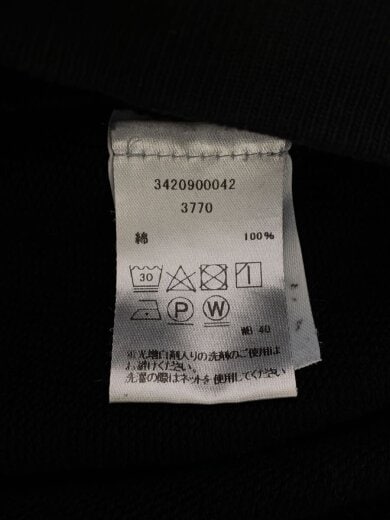 3420900042
3770
綿 100%
30
P W
細 40
※蛍光増白剤入りの洗剤のご使用は
お避けください。
洗濯の際はネットを使用してください